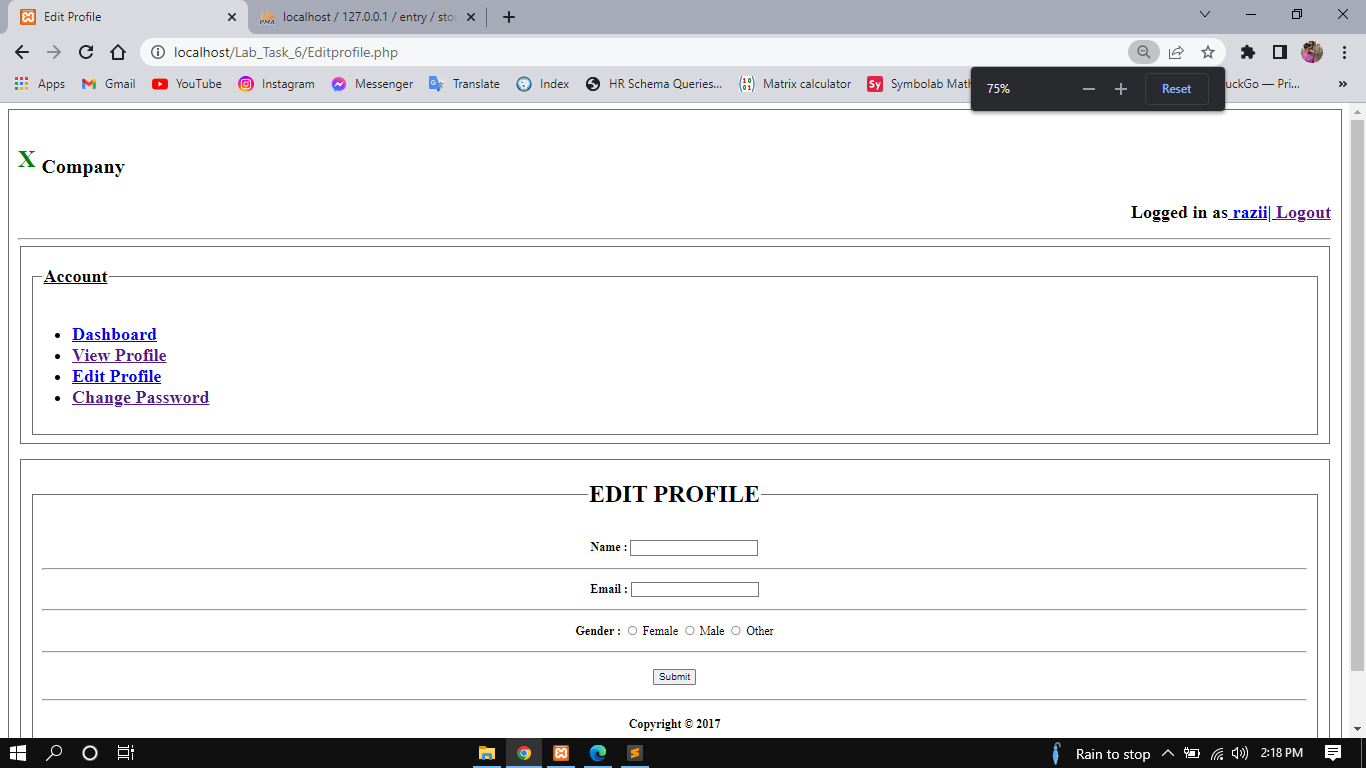 Edit Profile
localhost / 127.0.0.1 / entry / sto
localhost/Lab_Task_6/Editprofile.php
Apps Gmail YouTube Instagram Messenger Translate Index HR Schema Queries... Matrix calculator Symbolab Mat uckGo — Pri... »
75% Reset
X Company
Logged in as razii| Logout
Account
Dashboard
View Profile
Edit Profile
Change Password
EDIT PROFILE
Name :
Email :
Gender : Female Male Other
Submit
Copyright © 2017
Rain to stop 2:18 PM